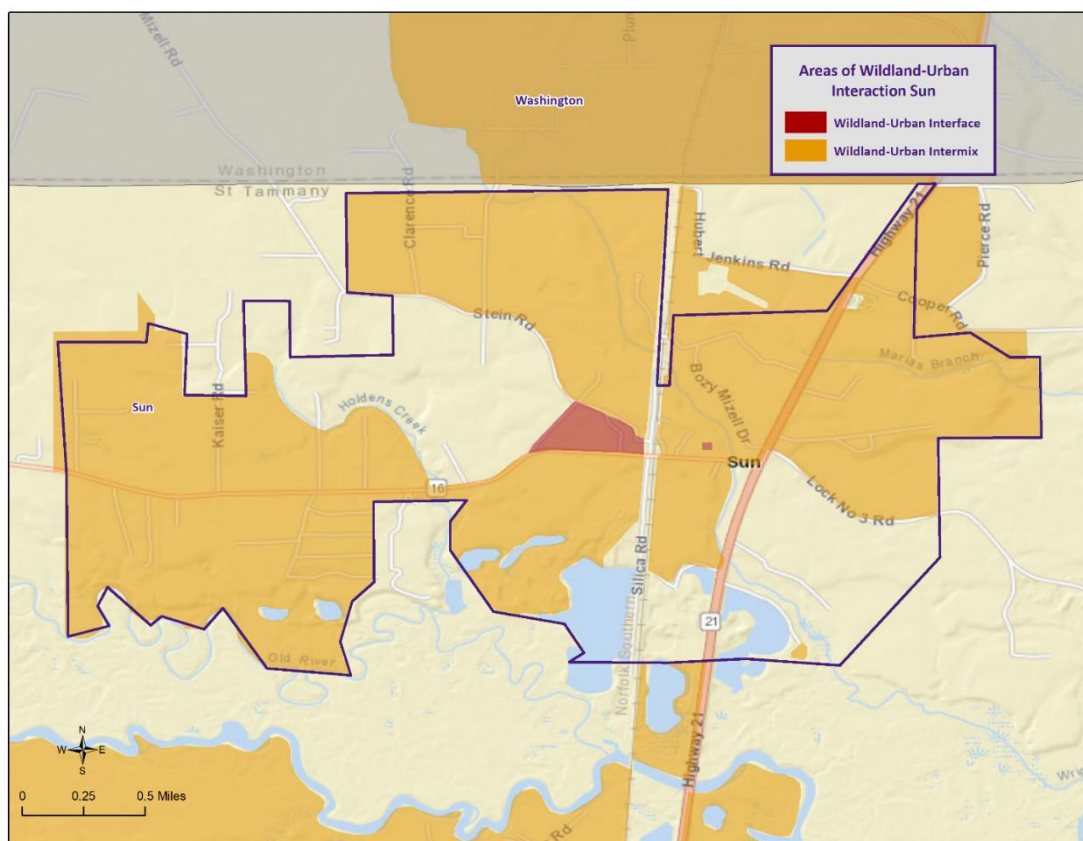 Mizell Rd
Plum
Areas of Wildland-Urban
Interaction Sun
Wildland-Urban Interface
Wildland-Urban Intermix
Washington
Washington
St Tammany
Clarence Rd
Highway 21
Hubert
Pierce Rd
Jenkins Rd
Cooper Rd
Stein Rd
Marias Branch
Bozy Mizell Dr
Sun
Kaiser Rd
Holdens Creek
Sun
16
Lock No 3 Rd
Silica Rd
21
Old River
Norfolk Southern
Highway 21
N
W E
S
0 0.25 0.5 Miles
Rd